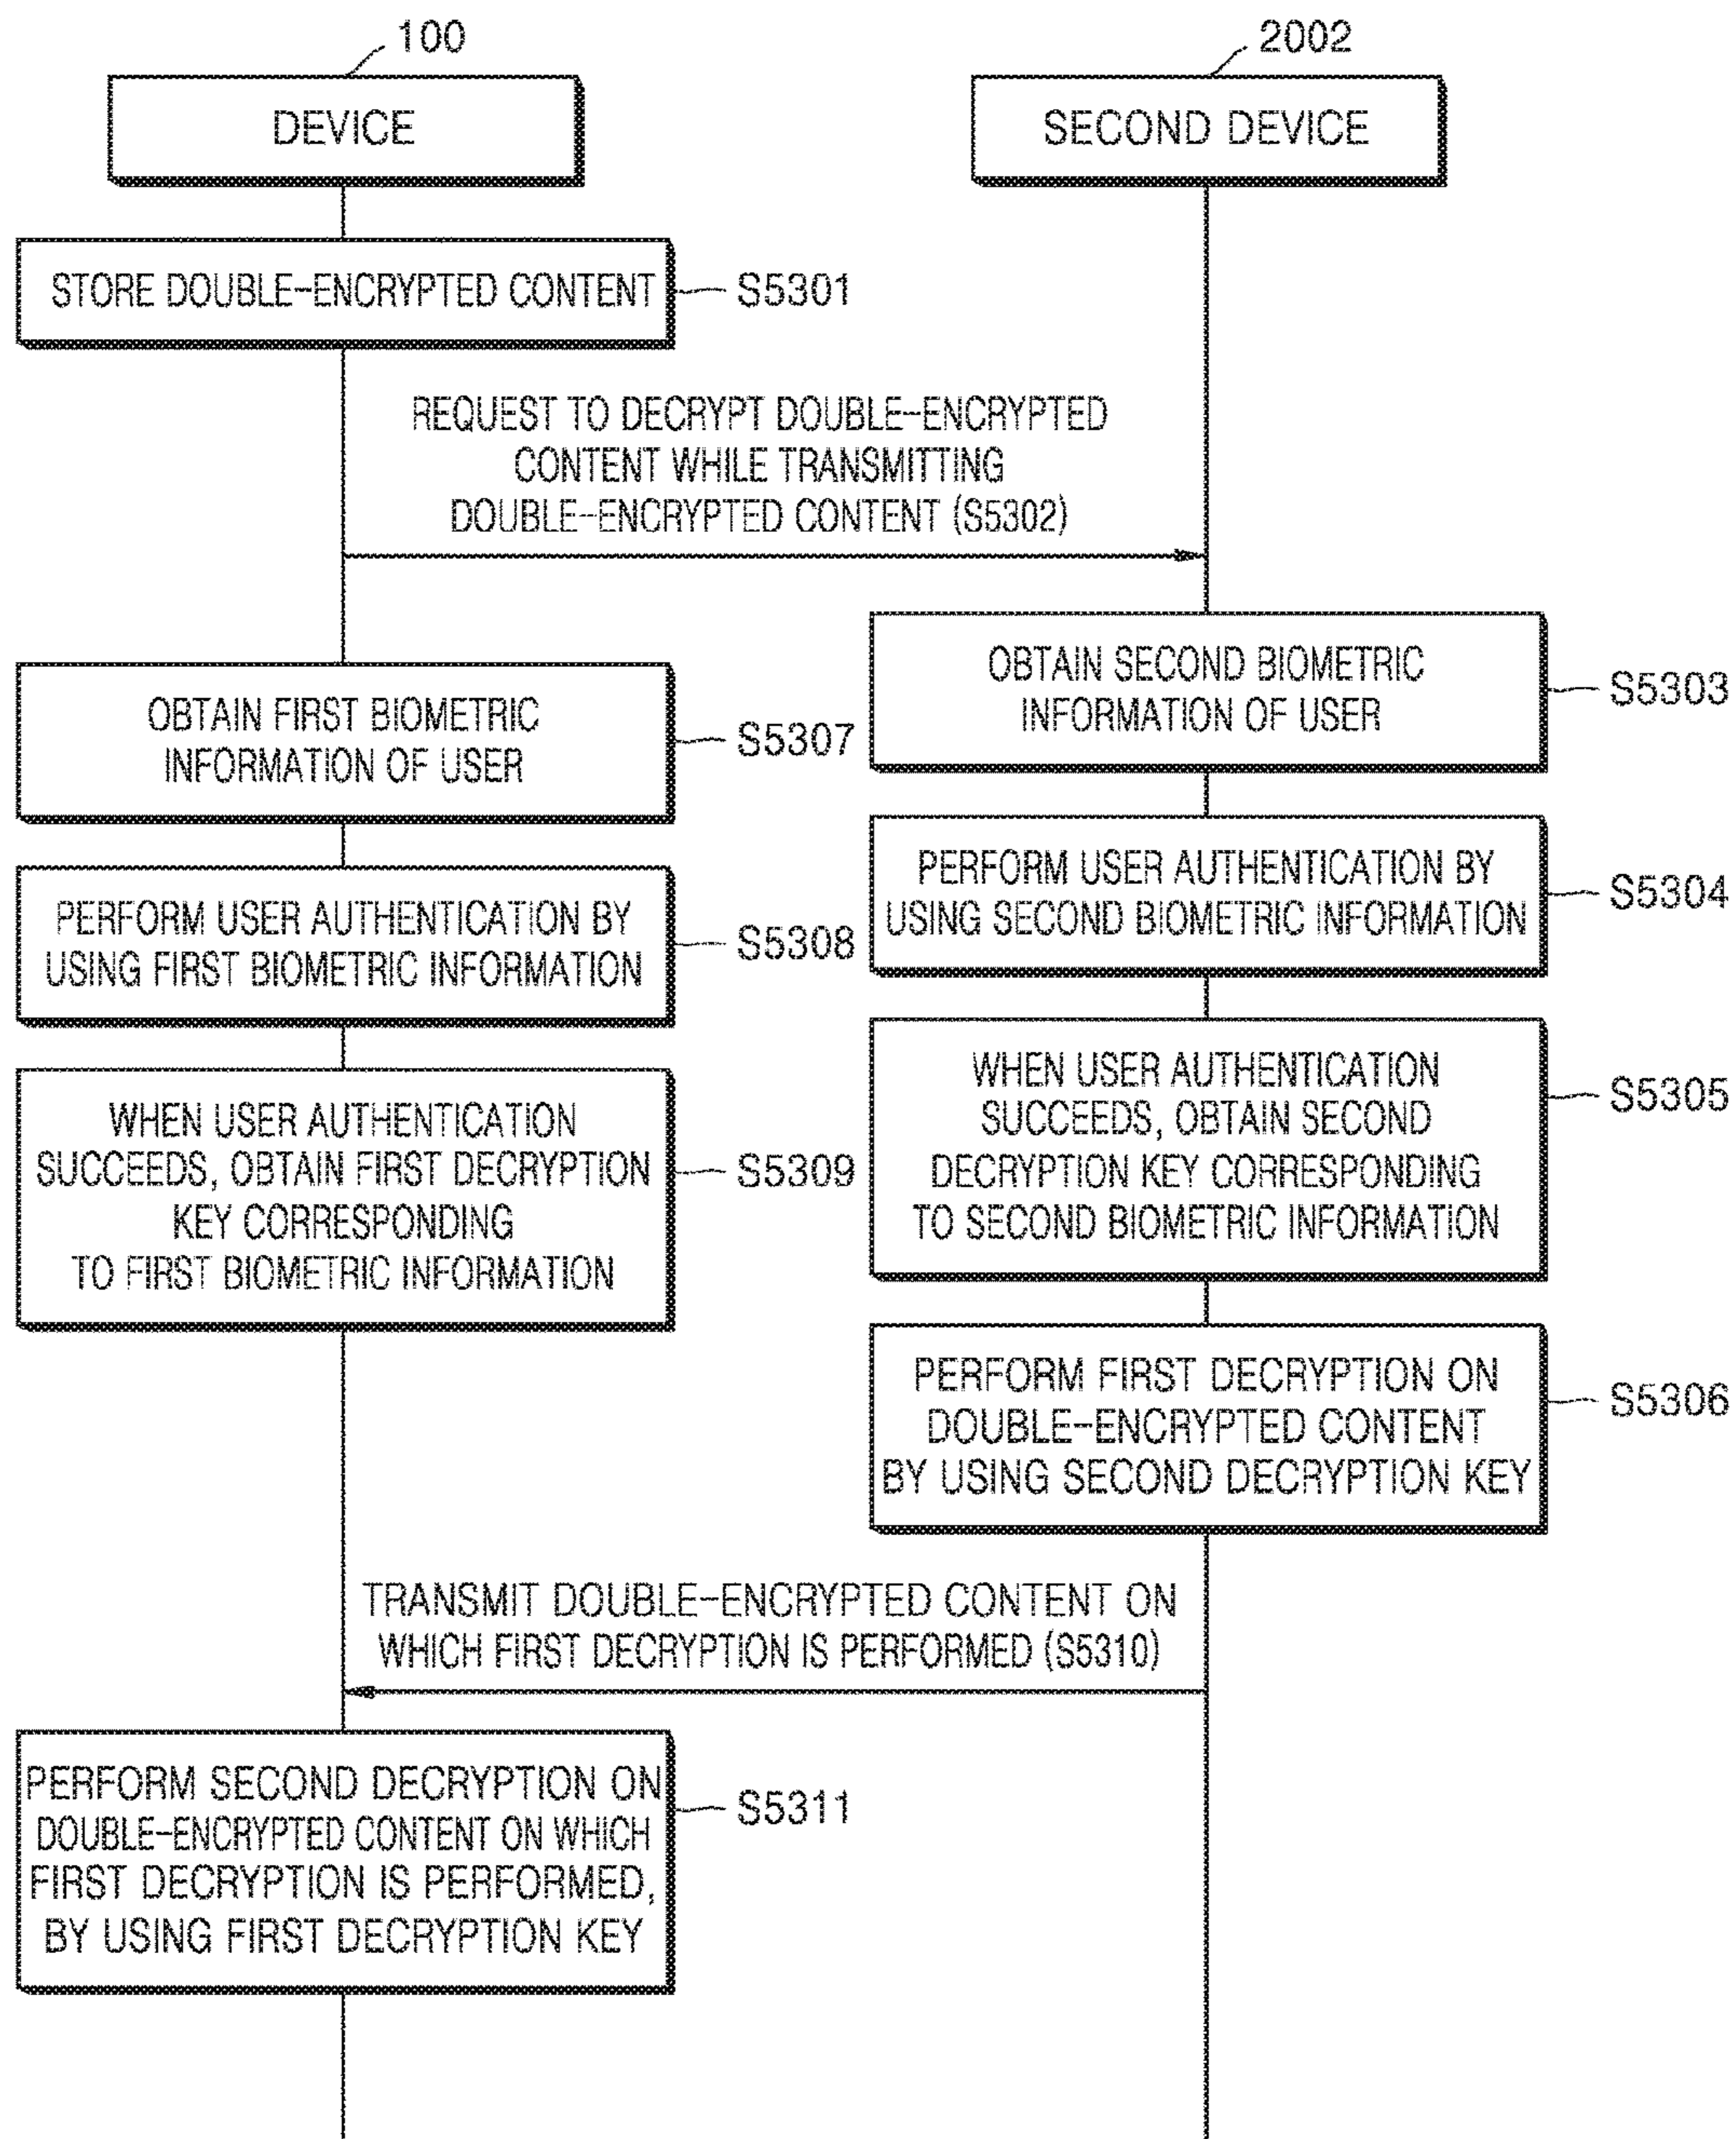 100
DEVICE
2002
SECOND DEVICE
STORE DOUBLE-ENCRYPTED CONTENT
S5301
REQUEST TO DECRYPT DOUBLE-ENCRYPTED
CONTENT WHILE TRANSMITTING
DOUBLE-ENCRYPTED CONTENT (S5302)
OBTAIN SECOND BIOMETRIC
INFORMATION OF USER
S5303
OBTAIN FIRST BIOMETRIC
INFORMATION OF USER
S5307
PERFORM USER AUTHENTICATION BY
USING SECOND BIOMETRIC INFORMATION
S5304
PERFORM USER AUTHENTICATION BY
USING FIRST BIOMETRIC INFORMATION
S5308
WHEN USER AUTHENTICATION
SUCCEEDS, OBTAIN SECOND
DECRYPTION KEY CORRESPONDING
TO SECOND BIOMETRIC INFORMATION
S5305
WHEN USER AUTHENTICATION
SUCCEEDS, OBTAIN FIRST DECRYPTION
KEY CORRESPONDING
TO FIRST BIOMETRIC INFORMATION
S5309
PERFORM FIRST DECRYPTION ON
DOUBLE-ENCRYPTED CONTENT
BY USING SECOND DECRYPTION KEY
S5306
TRANSMIT DOUBLE-ENCRYPTED CONTENT ON
WHICH FIRST DECRYPTION IS PERFORMED (S5310)
PERFORM SECOND DECRYPTION ON
DOUBLE-ENCRYPTED CONTENT ON WHICH
FIRST DECRYPTION IS PERFORMED,
BY USING FIRST DECRYPTION KEY
S5311